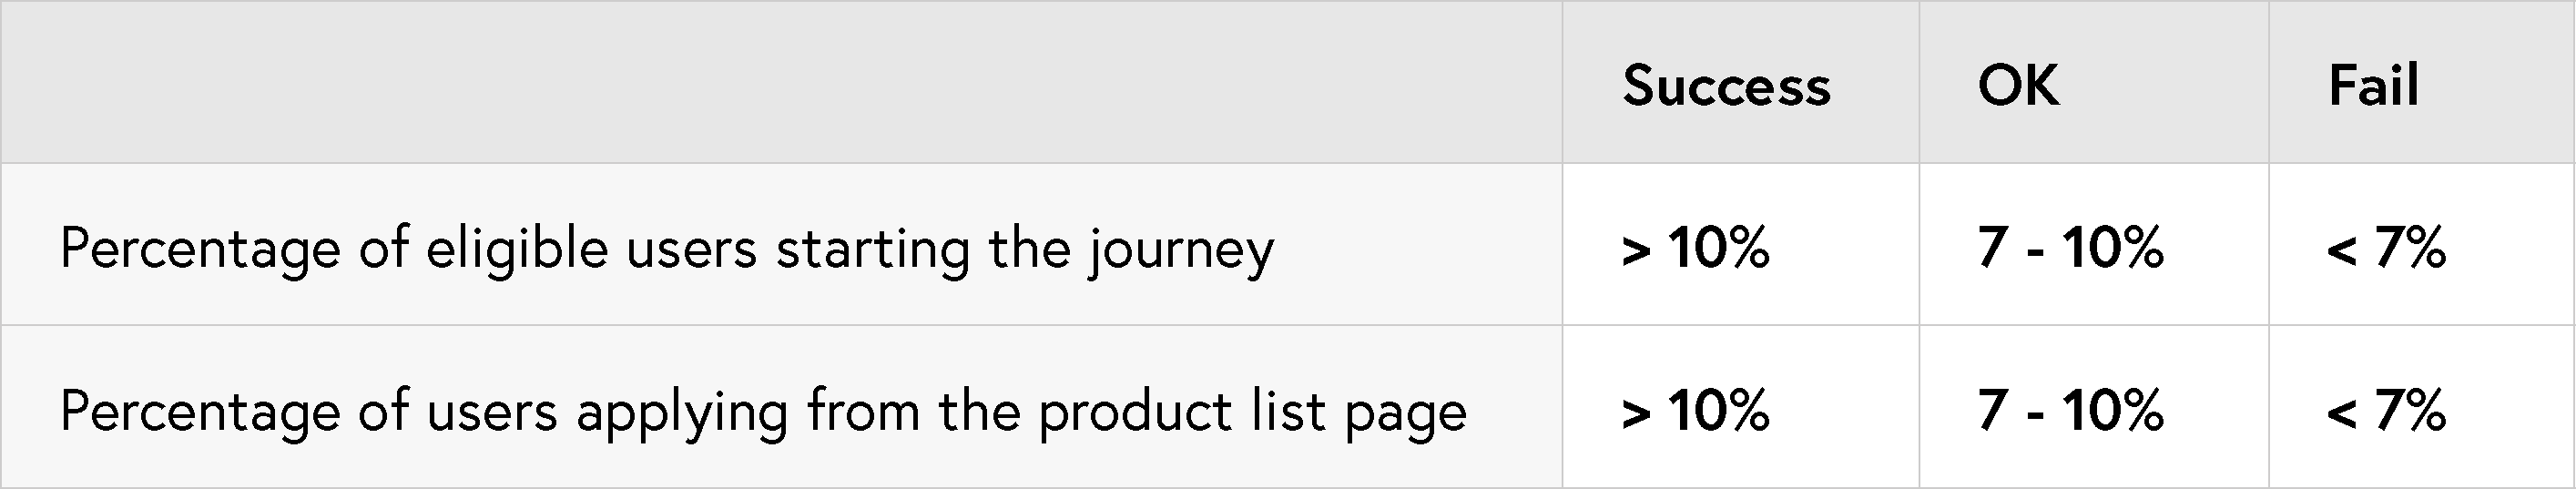 Success OK Fail
Percentage of eligible users starting the journey > 10% 7 - 10% < 7%
Percentage of users applying from the product list page > 10% 7 - 10% < 7%